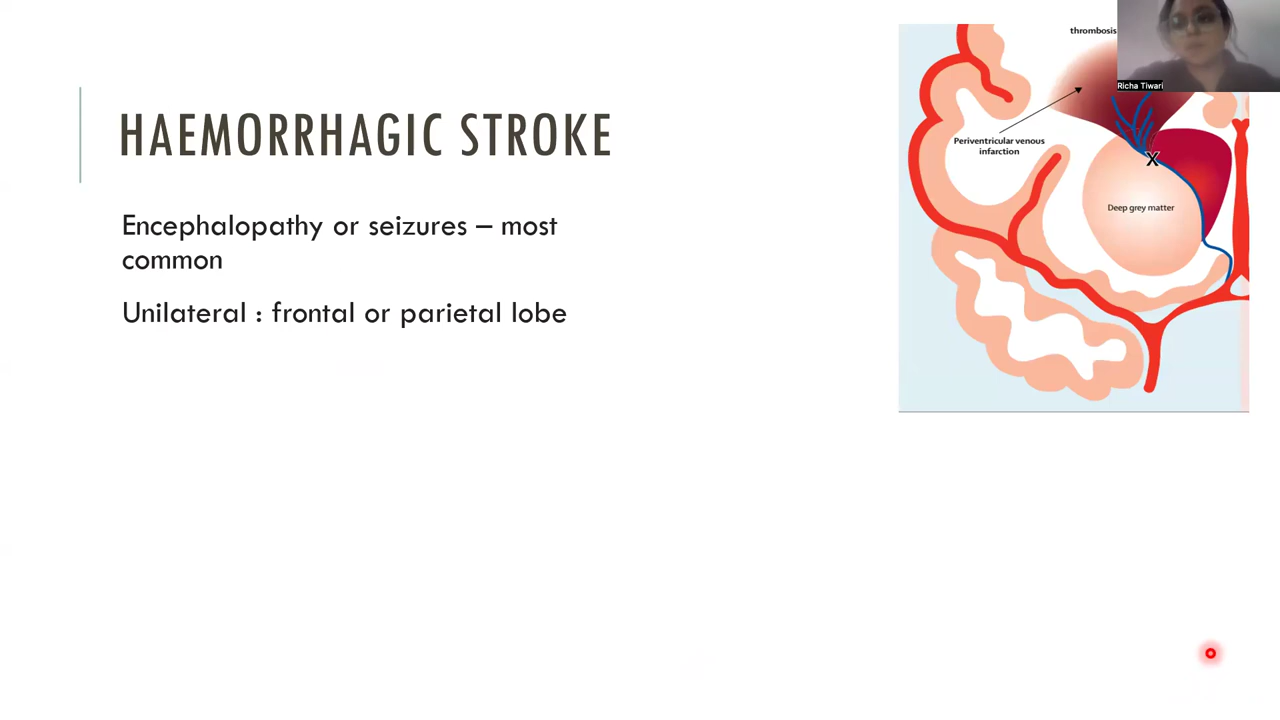 HAEMORRHAGIC STROKE
Encephalopathy or seizures – most
common
Unilateral : frontal or parietal lobe
thrombosis
Richa Tiwari
Periventricular venous
infarction
X
Deep grey matter